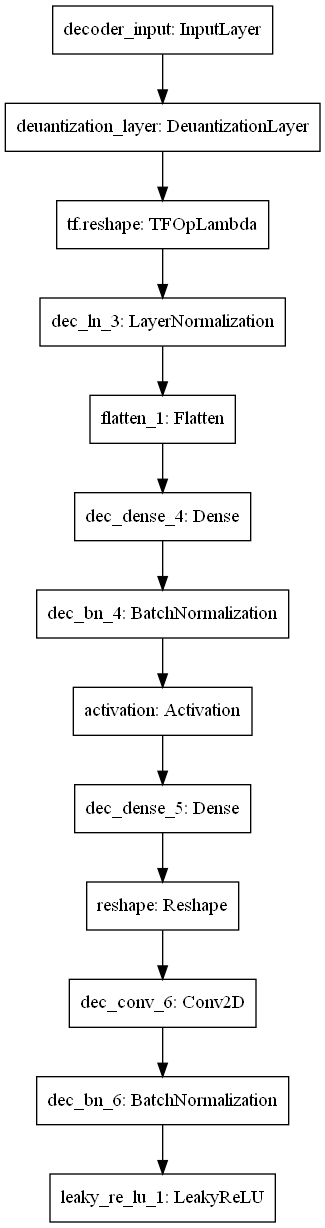 decoder_input: InputLayer
deuantization_layer: DeuantizationLayer
tf.reshape: TFOpLambda
dec_ln_3: LayerNormalization
flatten_1: Flatten
dec_dense_4: Dense
dec_bn_4: BatchNormalization
activation: Activation
dec_dense_5: Dense
reshape: Reshape
dec_conv_6: Conv2D
dec_bn_6: BatchNormalization
leaky_re_lu_1: LeakyReLU